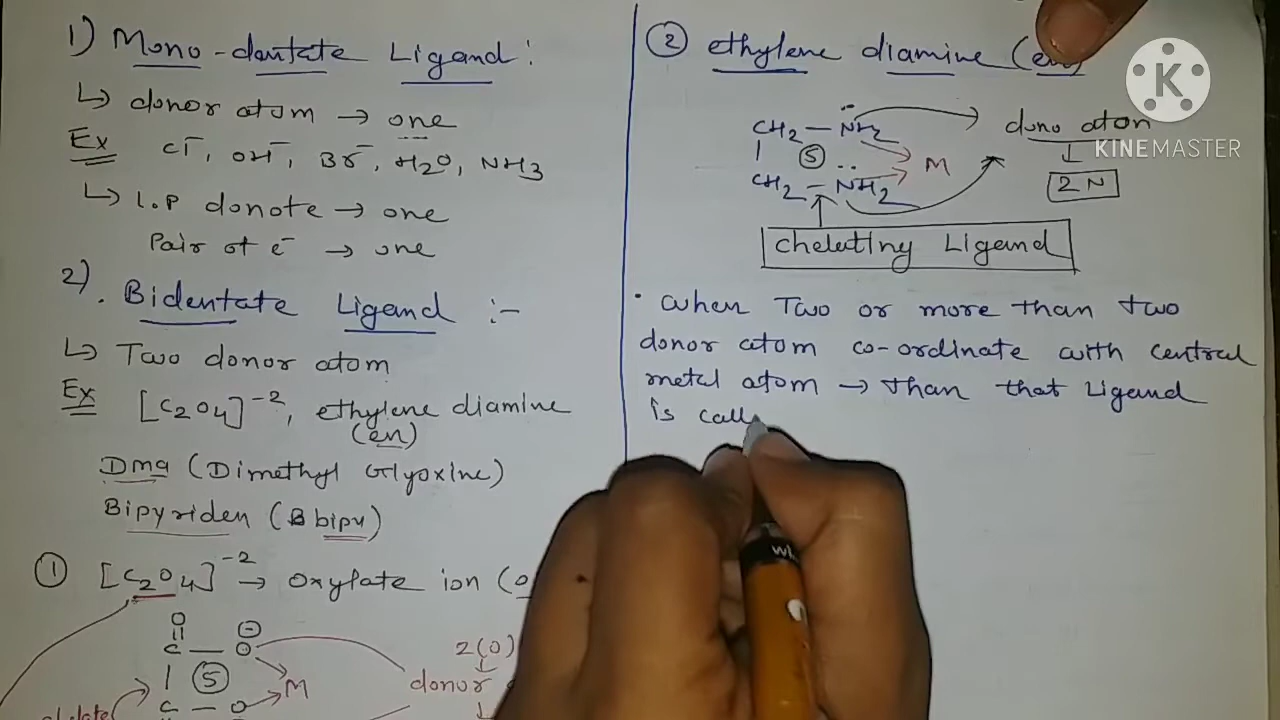 1) Mono-dentate Ligand :
↳ donor atom → one
Ex Cl⁻, OH⁻, Br⁻, H2O, NH3
↳ l.p donote → one
Pair of e⁻ → one
2). Bidentate Ligand :-
↳ Two donor atom
Ex [C2O4]⁻², ethylene diamine
(en)
Dmg (Dimethyl Glyoxine)
Bipyriden (B bipy)
① [C2O4]⁻² → Oxylate ion (o
O
C — O ⊖
⑤ M
C — O
2(O)
donor
② ethylene diamine (en)
CH2 — NH2 dono atom
⑤ M
CH2 — NH2 2 N
Chelating Ligand
· when Two or more than two
donor atom co-ordinate with central
metal atom → than that Ligand
is call
K
KINEMASTER